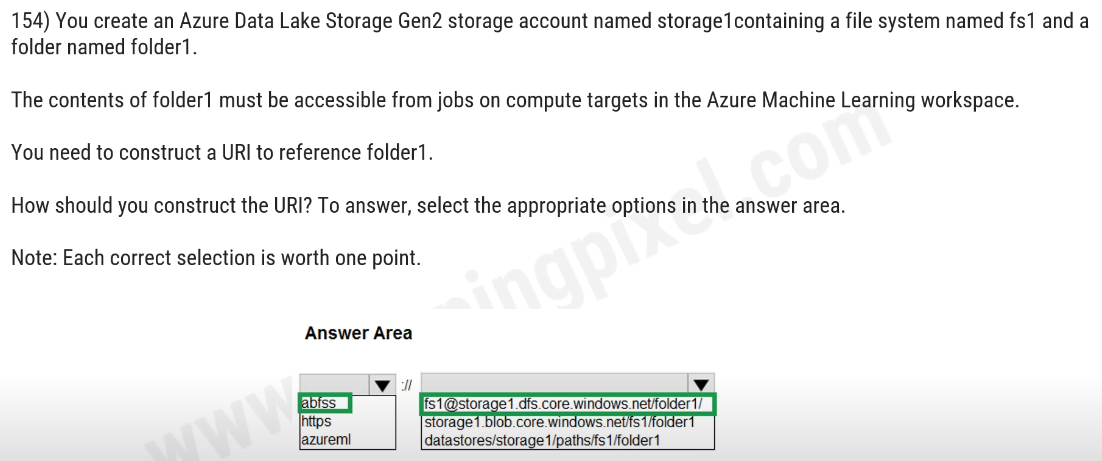 154) You create an Azure Data Lake Storage Gen2 storage account named storage1containing a file system named fs1 and a
folder named folder1.
The contents of folder1 must be accessible from jobs on compute targets in the Azure Machine Learning workspace.
You need to construct a URI to reference folder1.
How should you construct the URI? To answer, select the appropriate options in the answer area.
Note: Each correct selection is worth one point.
Answer Area
://
abfss
https
azureml
fs1@storage1.dfs.core.windows.net/folder1/
storage1.blob.core.windows.net/fs1/folder1
datastores/storage1/paths/fs1/folder1